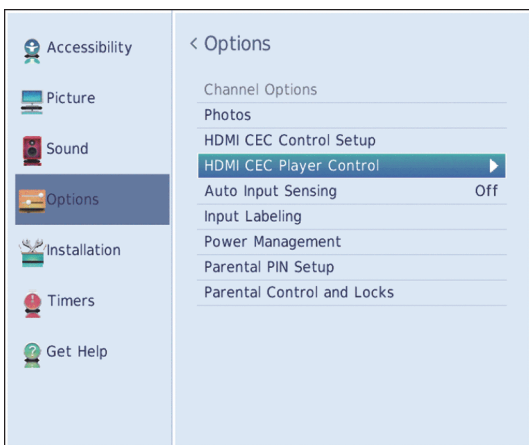 Accessibility
Picture
Sound
Options
Installation
Timers
Get Help
< Options
Channel Options
Photos
HDMI CEC Control Setup
HDMI CEC Player Control
Auto Input Sensing Off
Input Labeling
Power Management
Parental PIN Setup
Parental Control and Locks